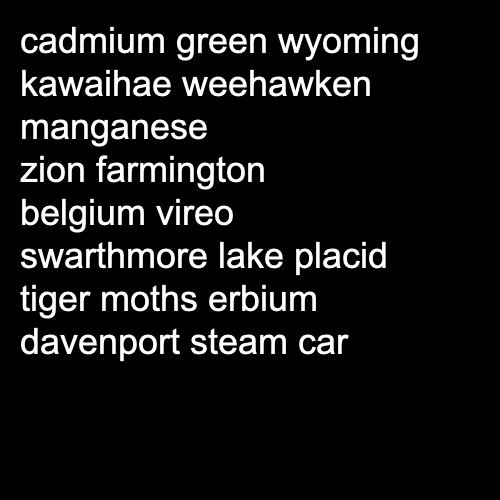 cadmium green wyoming
kawaihae weehawken
manganese
zion farmington
belgium vireo
swarthmore lake placid
tiger moths erbium
davenport steam car